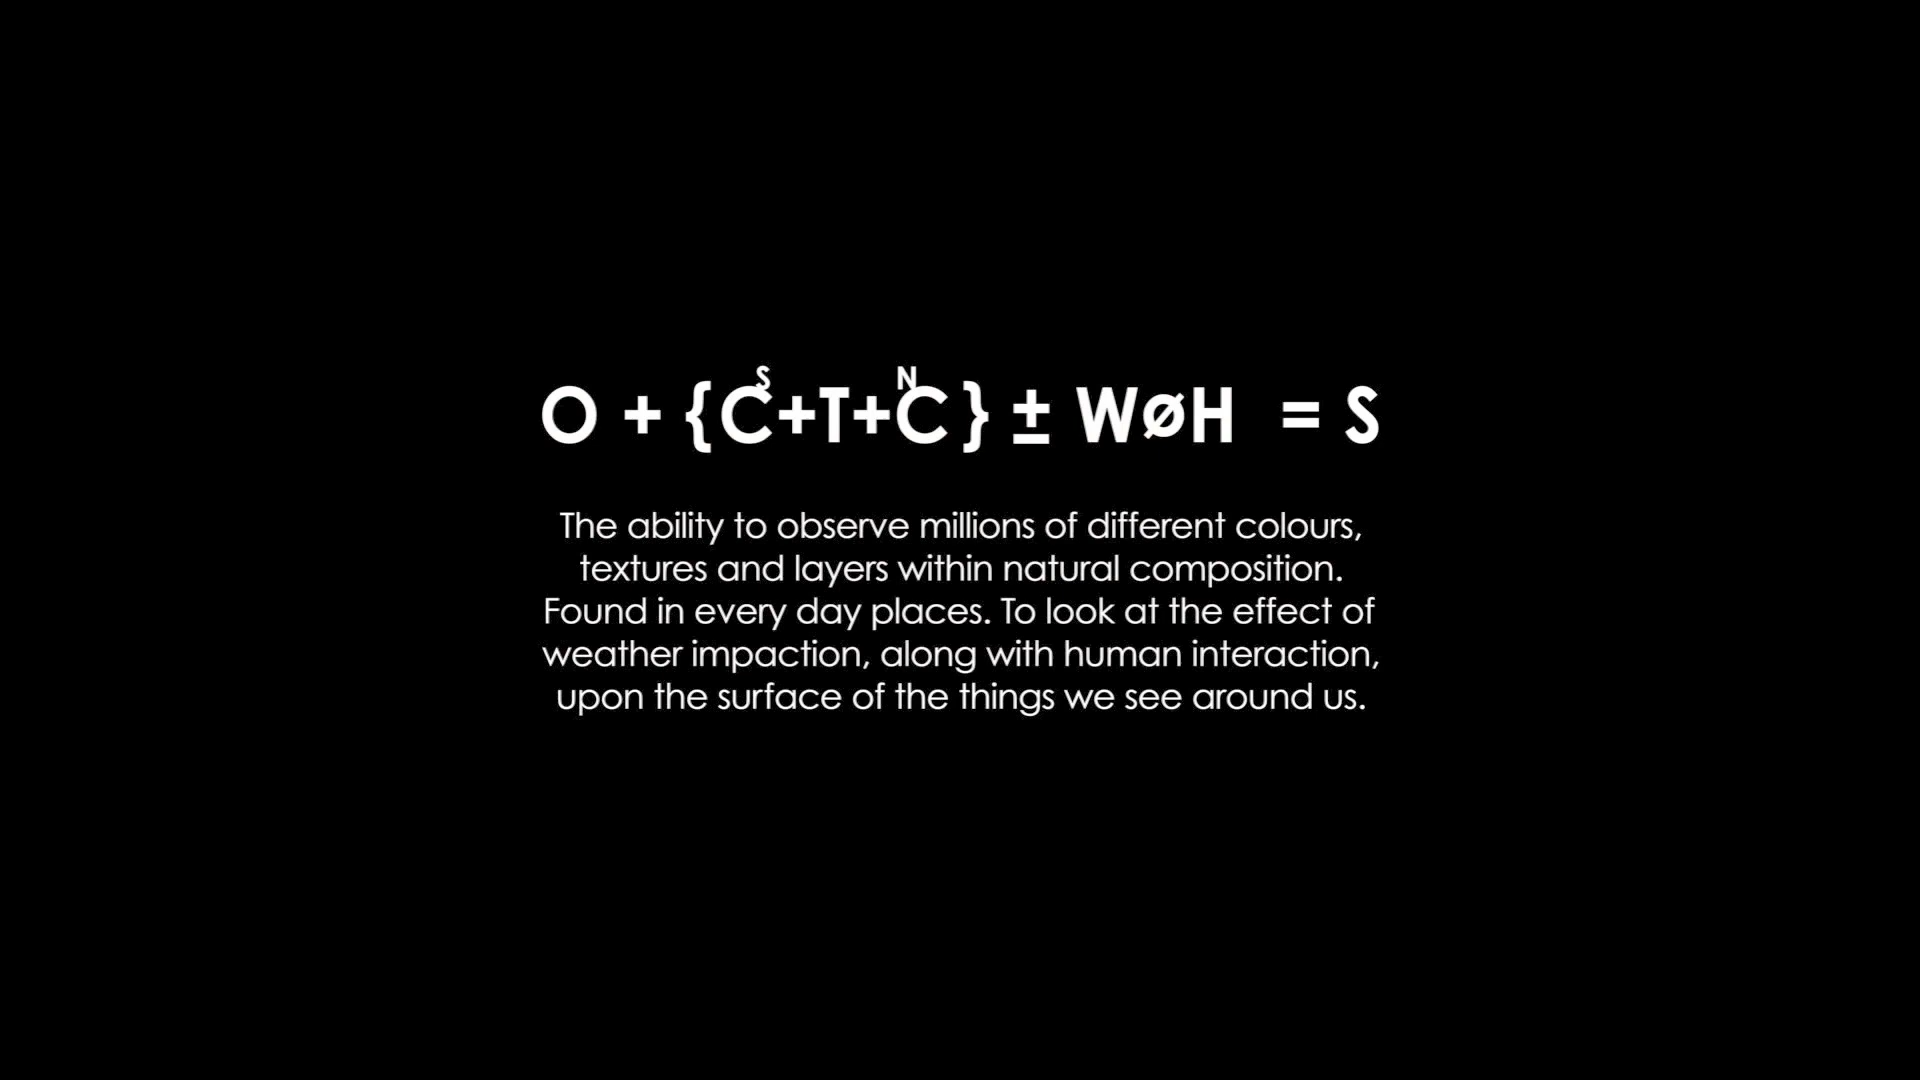 O + {Cˢ+T+ᴺC} ± WøH = S
The ability to observe millions of different colours,
textures and layers within natural composition.
Found in every day places. To look at the effect of
weather impaction, along with human interaction,
upon the surface of the things we see around us.